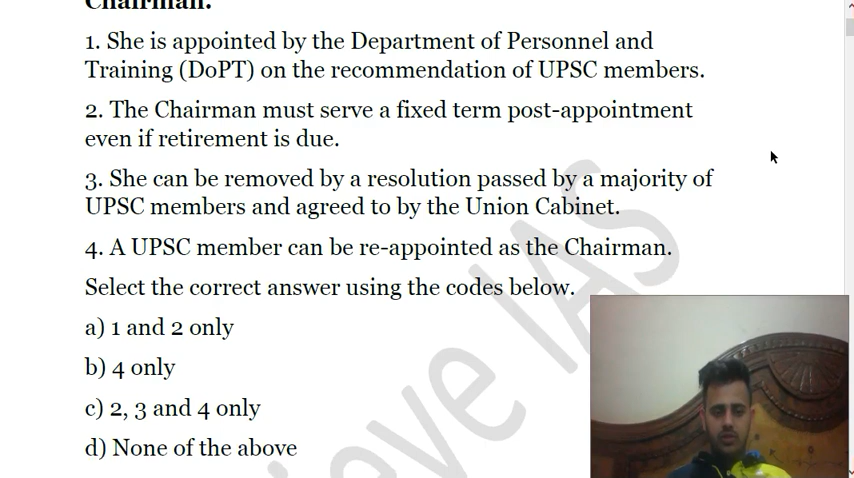 Chairman.
1. She is appointed by the Department of Personnel and
Training (DoPT) on the recommendation of UPSC members.
2. The Chairman must serve a fixed term post-appointment
even if retirement is due.
3. She can be removed by a resolution passed by a majority of
UPSC members and agreed to by the Union Cabinet.
4. A UPSC member can be re-appointed as the Chairman.
Select the correct answer using the codes below.
a) 1 and 2 only
b) 4 only
c) 2, 3 and 4 only
d) None of the above
ieve IAS